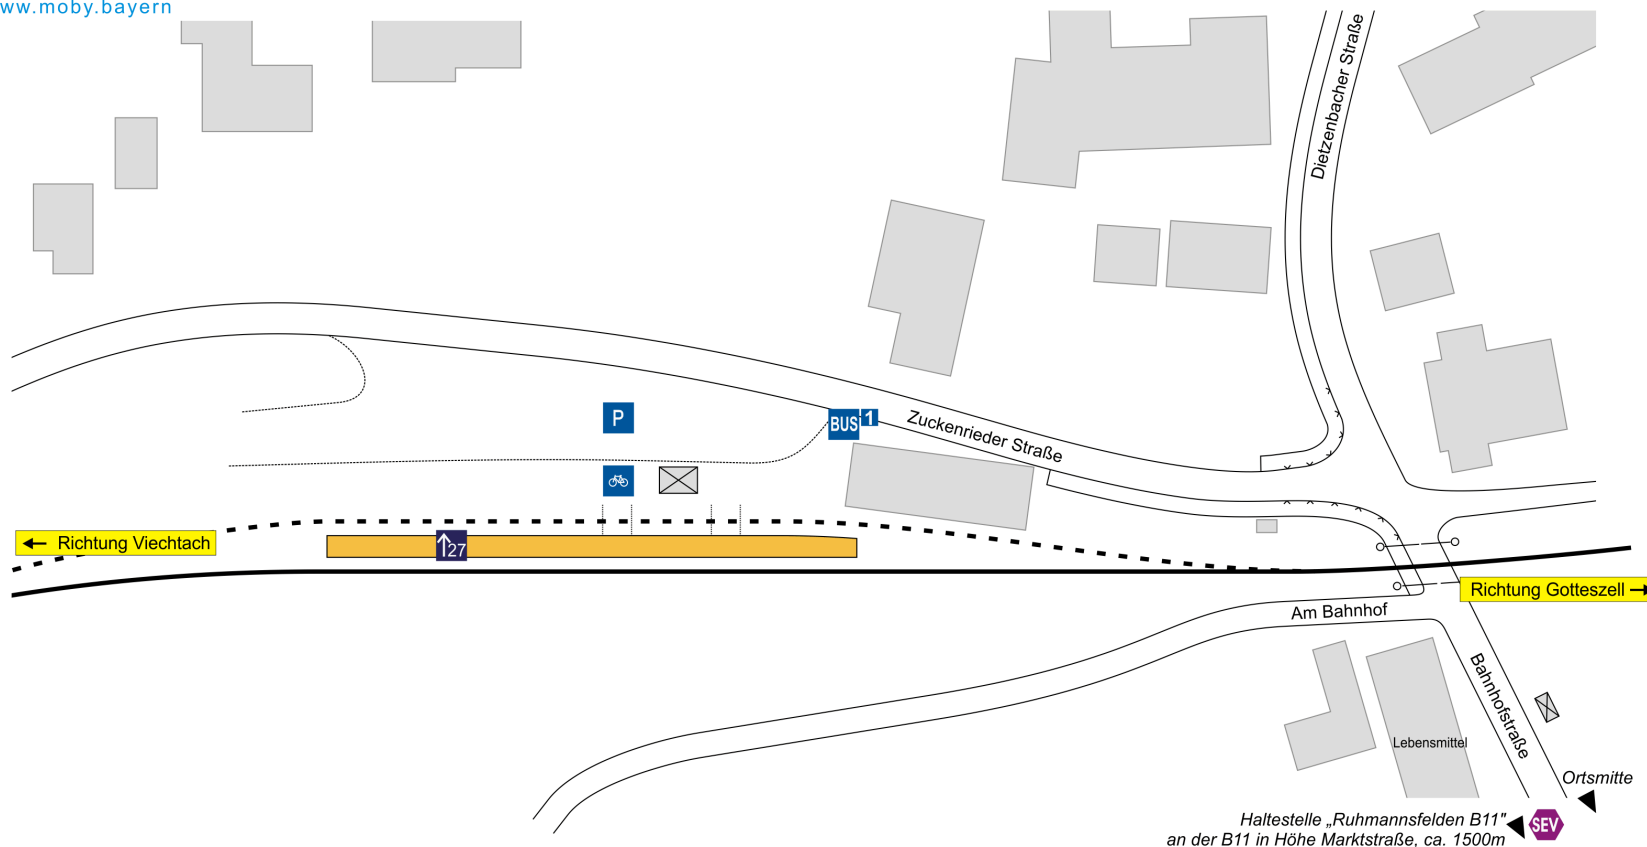 ww.moby.bayern
Dietzenbacher Straße
P
BUS 1
Zuckenrieder Straße
Richtung Viechtach
27
Richtung Gotteszell
Am Bahnhof
Bahnhofstraße
Lebensmittel
Ortsmitte
Haltestelle „Ruhmannsfelden B11"
SEV
an der B11 in Höhe Marktstraße, ca. 1500m